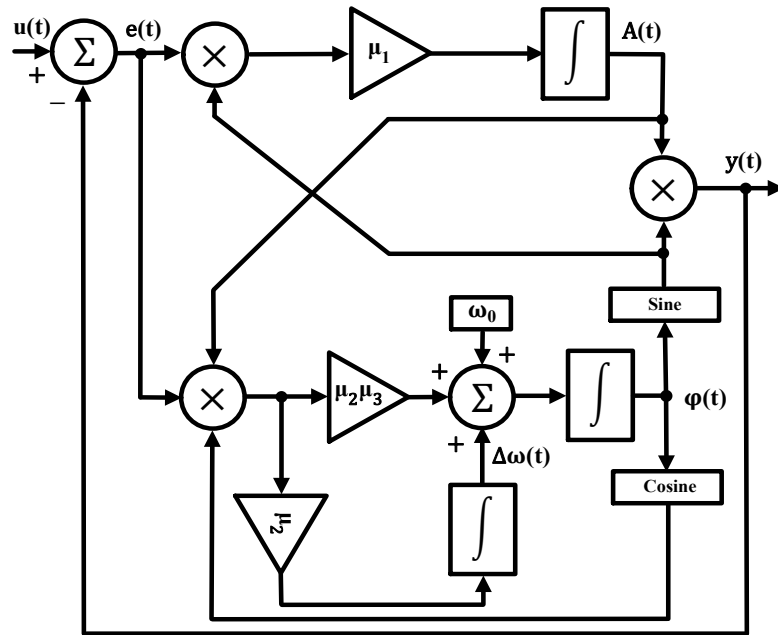 u(t)
+
−
Σ
e(t)
×
μ₁
∫
A(t)
×
y(t)
Sine
ω₀
+
+
+
×
μ₂μ₃
Σ
∫
φ(t)
Δω(t)
Cosine
μ₂
∫